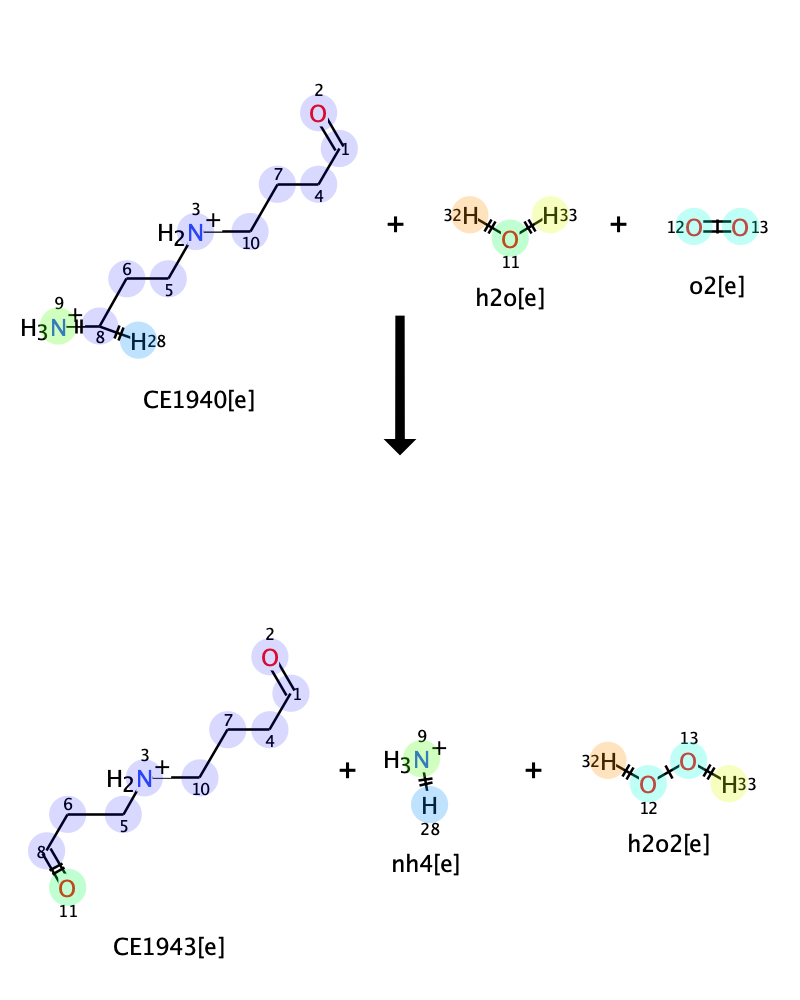 2
O
1
7
4
3
H2N+
10
6
5
9
H3N+
8
H28
CE1940[e]
+
32H
H33
O
11
h2o[e]
+
12O
O13
o2[e]
2
O
1
7
4
3
H2N+
10
6
5
8
O
11
CE1943[e]
+
9
H3N+
H
28
nh4[e]
+
13
32H
O
O
H33
12
h2o2[e]